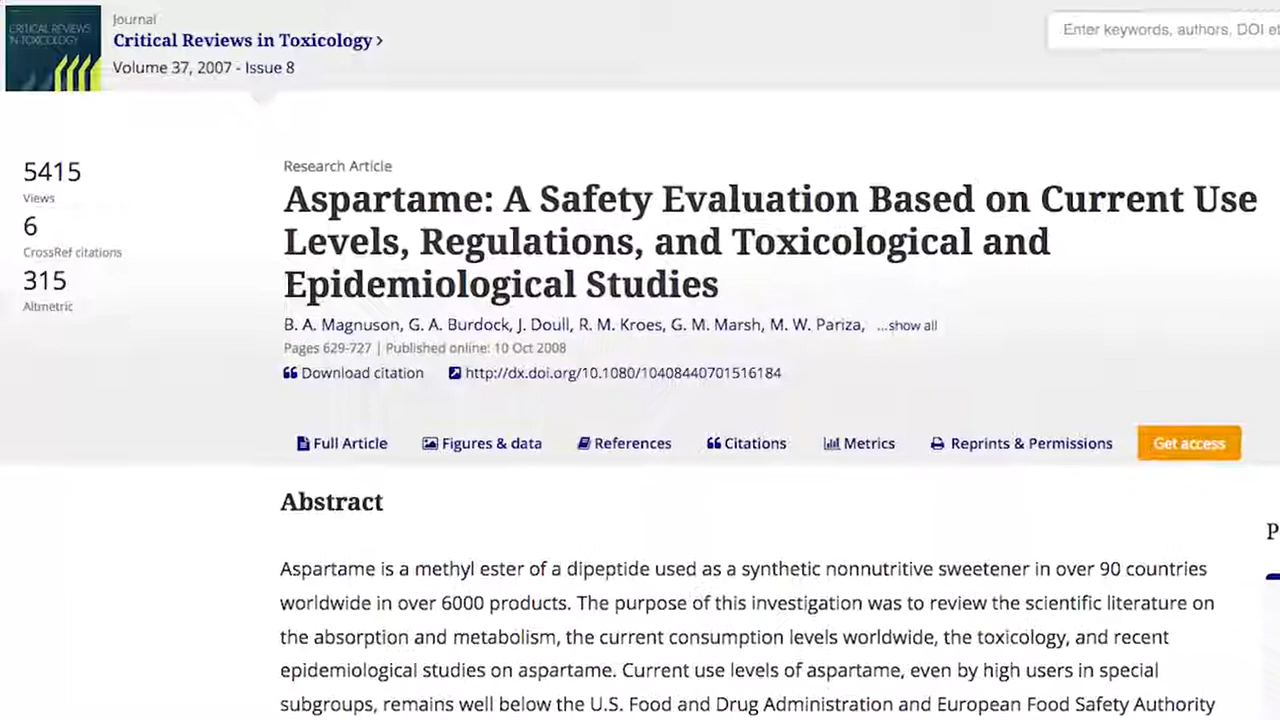 CRITICAL REVIEWS
IN TOXICOLOGY
Journal
Critical Reviews in Toxicology ›
Volume 37, 2007 - Issue 8
Enter keywords, authors, DOI et
5415
Views
6
CrossRef citations
315
Altmetric
Research Article
Aspartame: A Safety Evaluation Based on Current Use
Levels, Regulations, and Toxicological and
Epidemiological Studies
B. A. Magnuson, G. A. Burdock, J. Doull, R. M. Kroes, G. M. Marsh, M. W. Pariza, ...show all
Pages 629-727 | Published online: 10 Oct 2008
Download citation http://dx.doi.org/10.1080/10408440701516184
Full Article Figures & data References Citations Metrics Reprints & Permissions Get access
Abstract
P
Aspartame is a methyl ester of a dipeptide used as a synthetic nonnutritive sweetener in over 90 countries
worldwide in over 6000 products. The purpose of this investigation was to review the scientific literature on
the absorption and metabolism, the current consumption levels worldwide, the toxicology, and recent
epidemiological studies on aspartame. Current use levels of aspartame, even by high users in special
subgroups, remains well below the U.S. Food and Drug Administration and European Food Safety Authority